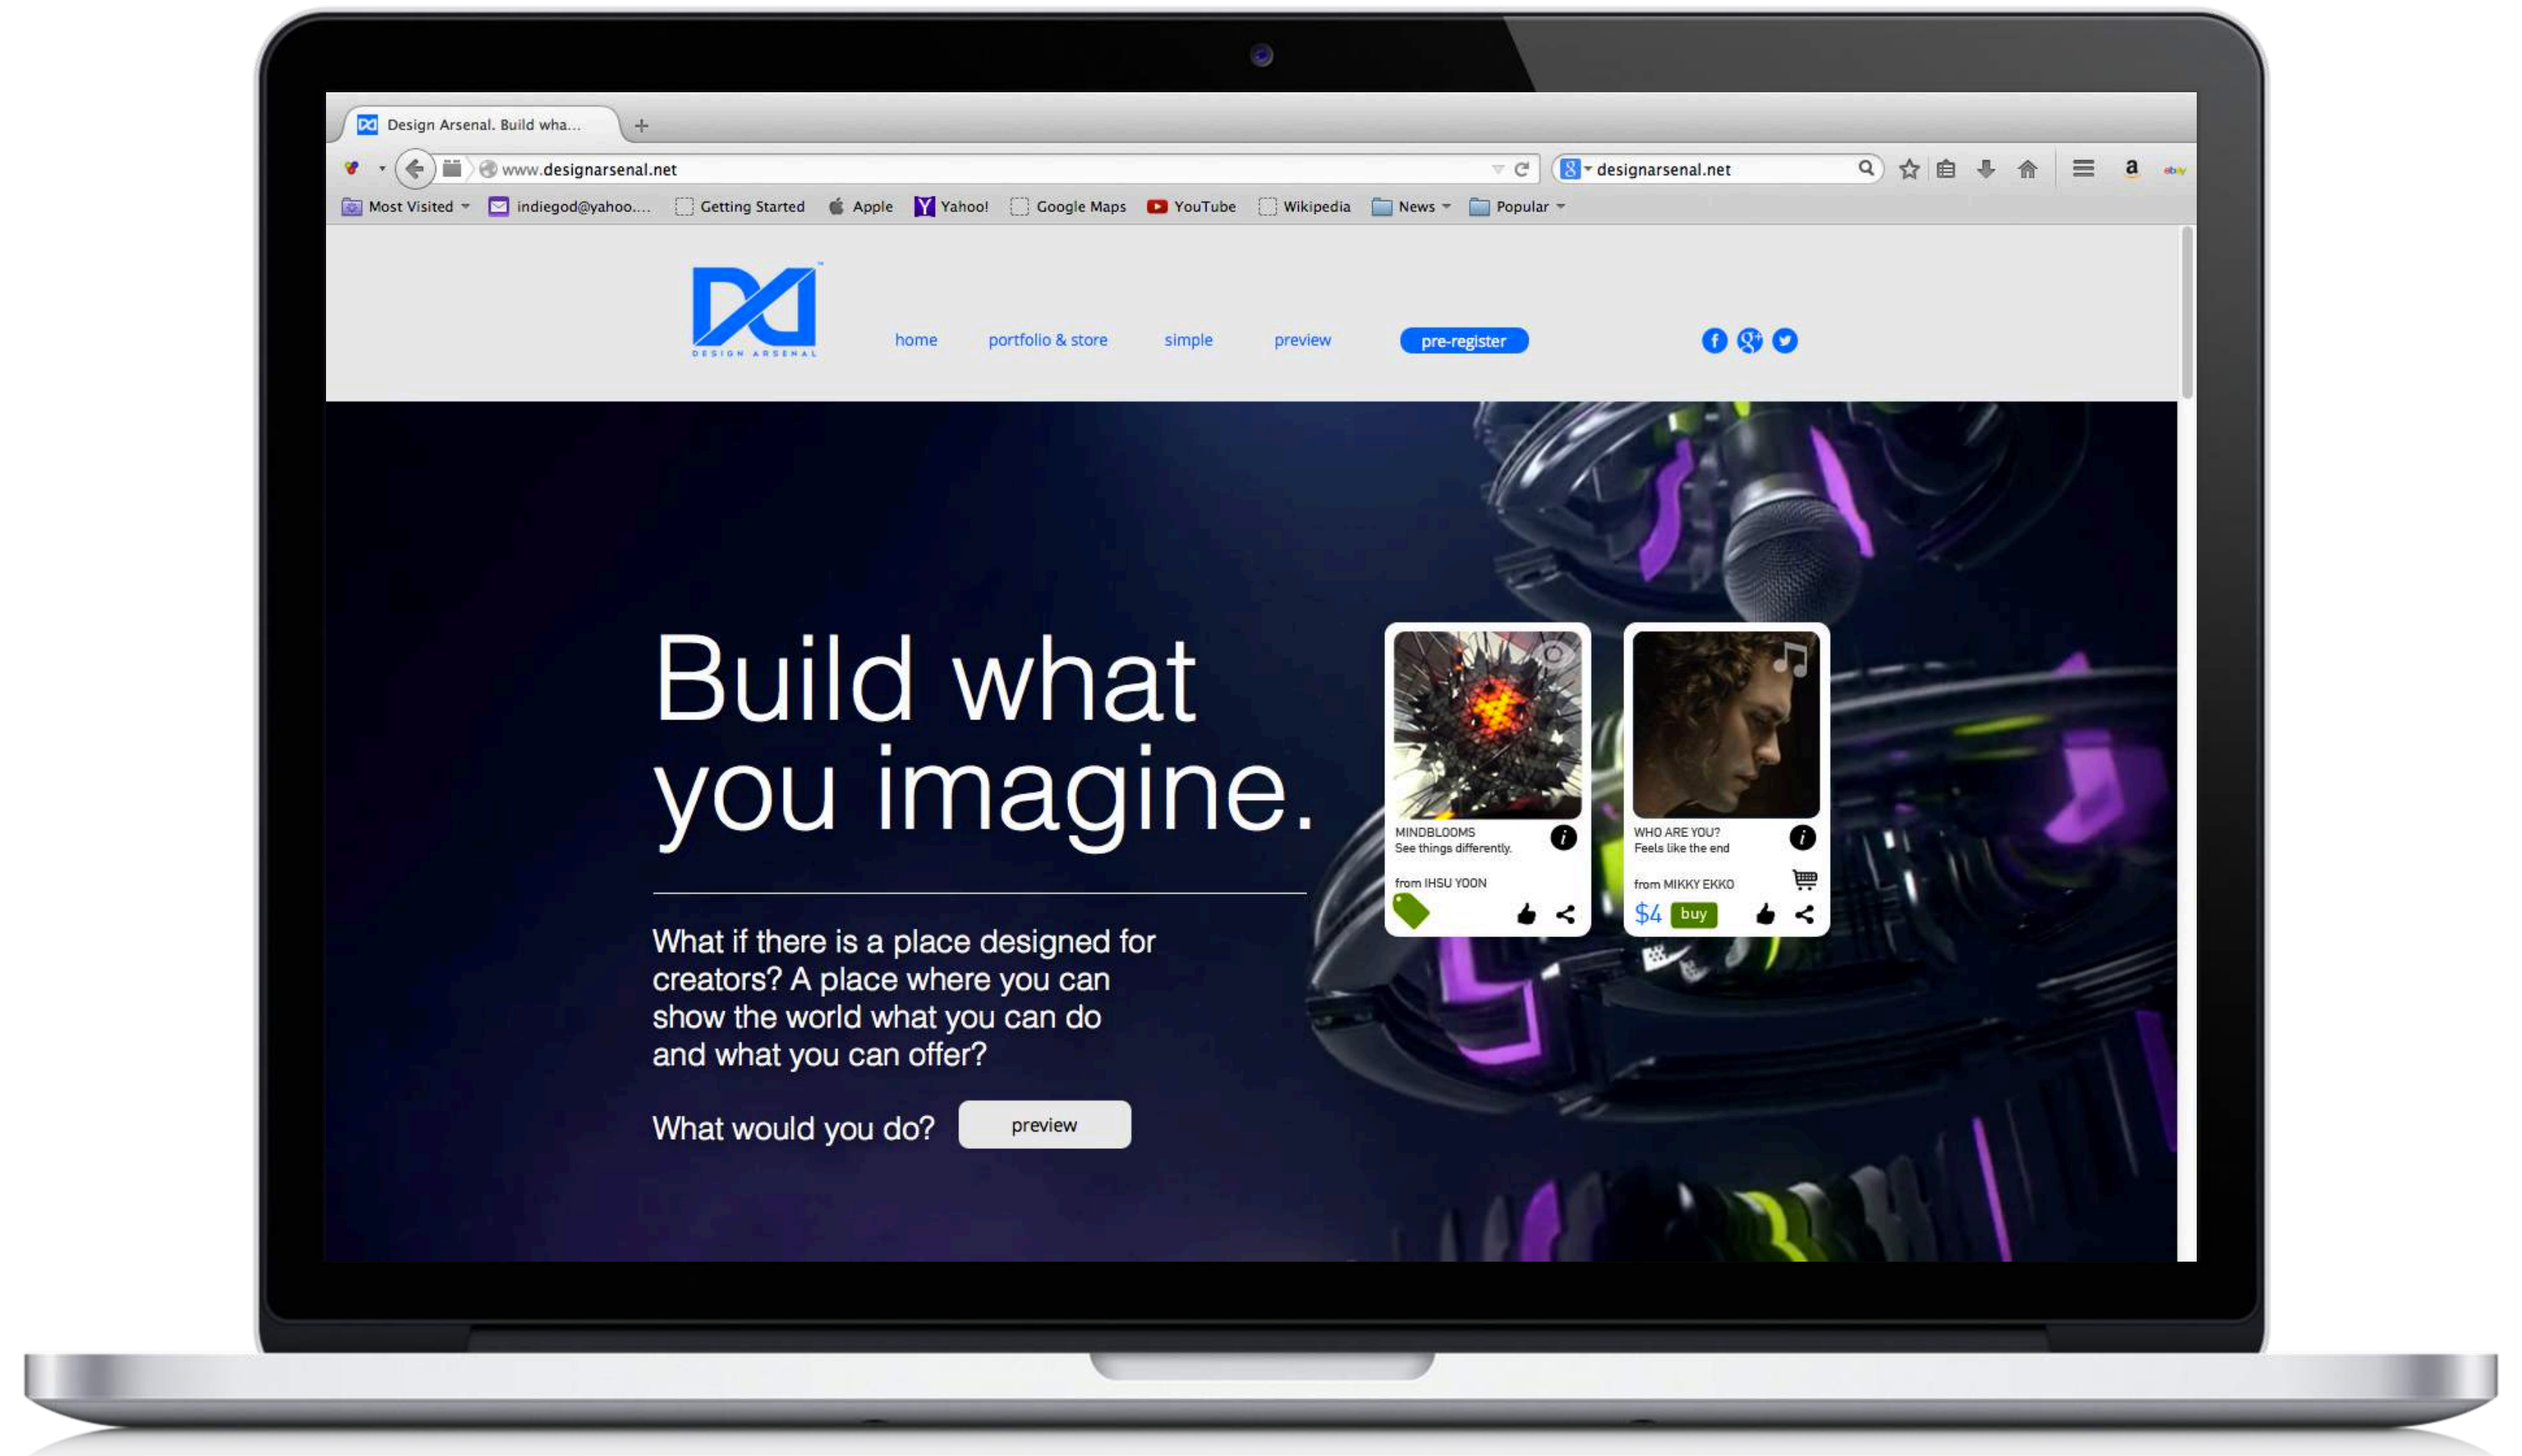 Design Arsenal. Build wha...
www.designarsenal.net
designarsenal.net
Most Visited
indiegod@yahoo....
Getting Started
Apple
Yahoo!
Google Maps
YouTube
Wikipedia
News
Popular
a
ebay
TM
DESIGN ARSENAL
home
portfolio & store
simple
preview
pre-register
Build what
you imagine.
What if there is a place designed for
creators? A place where you can
show the world what you can do
and what you can offer?
What would you do?
preview
MINDBLOOMS
See things differently.
from IHSU YOON
WHO ARE YOU?
Feels like the end
from MIKKY EKKO
$4 buy